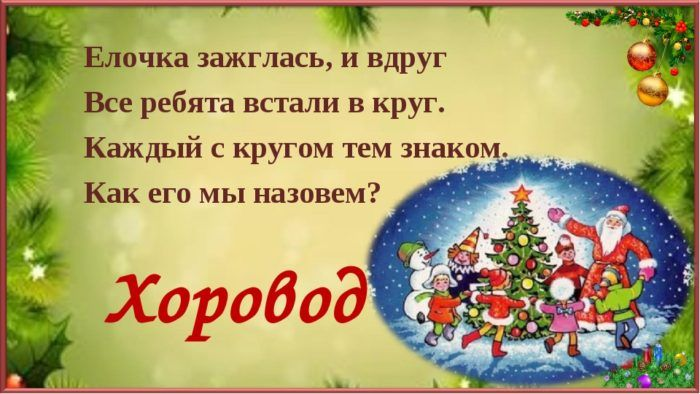 Елочка зажглась, и вдруг
Все ребята встали в круг.
Каждый с кругом тем знаком.
Как его мы назовем?
Хоровод